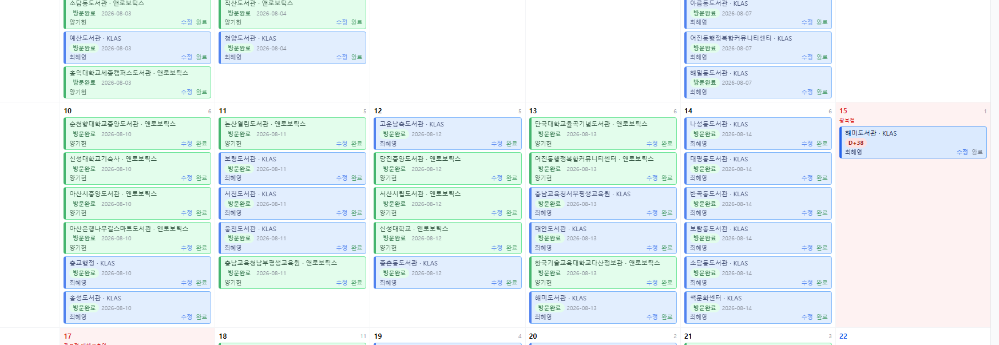 소담동도서관 · 앤로보틱스
방문완료 2026-08-03
양기헌 수정 완료
예산도서관 · KLAS
방문완료 2026-08-03
최혜영 수정 완료
홍익대학교세종캠퍼스도서관 · 앤로보틱스
방문완료 2026-08-03
양기헌 수정 완료
직산도서관 · 앤로보틱스
방문완료 2026-08-04
양기헌 수정 완료
청양도서관 · KLAS
방문완료 2026-08-04
최혜영 수정 완료
아름동도서관 · KLAS
방문완료 2026-08-07
최혜영 수정 완료
어진동행정복합커뮤니티센터 · KLAS
방문완료 2026-08-07
최혜영 수정 완료
해밀동도서관 · KLAS
방문완료 2026-08-07
최혜영 수정 완료
10 6
순천향대학교중앙도서관 · 앤로보틱스
방문완료 2026-08-10
양기헌 수정 완료
신성대학교기숙사 · 앤로보틱스
방문완료 2026-08-10
양기헌 수정 완료
아산시중앙도서관 · 앤로보틱스
방문완료 2026-08-10
양기헌 수정 완료
아산은행나무길스마트도서관 · 앤로보틱스
방문완료 2026-08-10
양기헌 수정 완료
충교행정 · KLAS
방문완료 2026-08-10
최혜영 수정 완료
홍성도서관 · KLAS
방문완료 2026-08-10
최혜영 수정 완료
11 5
논산열린도서관 · 앤로보틱스
방문완료 2026-08-11
양기헌 수정 완료
보령도서관 · KLAS
방문완료 2026-08-11
최혜영 수정 완료
서천도서관 · KLAS
방문완료 2026-08-11
최혜영 수정 완료
웅천도서관 · KLAS
방문완료 2026-08-11
최혜영 수정 완료
충남교육청남부평생교육원 · 앤로보틱스
방문완료 2026-08-11
양기헌 수정 완료
12 5
고운남측도서관 · KLAS
방문완료 2026-08-12
최혜영 수정 완료
당진중앙도서관 · 앤로보틱스
방문완료 2026-08-12
양기헌 수정 완료
서산시립도서관 · 앤로보틱스
방문완료 2026-08-12
양기헌 수정 완료
신성대학교 · 앤로보틱스
방문완료 2026-08-12
양기헌 수정 완료
종촌동도서관 · KLAS
방문완료 2026-08-12
최혜영 수정 완료
13 6
단국대학교율곡기념도서관 · 앤로보틱스
방문완료 2026-08-13
양기헌 수정 완료
어진동행정복합커뮤니티센터 · 앤로보틱스
방문완료 2026-08-13
양기헌 수정 완료
충남교육청서부평생교육원 · KLAS
방문완료 2026-08-13
최혜영 수정 완료
태안도서관 · KLAS
방문완료 2026-08-13
최혜영 수정 완료
한국기술교육대학교다산정보관 · 앤로보틱스
방문완료 2026-08-13
양기헌 수정 완료
해미도서관 · KLAS
방문완료 2026-08-13
최혜영 수정 완료
14 6
나성동도서관 · KLAS
방문완료 2026-08-14
최혜영 수정 완료
대평동도서관 · KLAS
방문완료 2026-08-14
최혜영 수정 완료
반곡동도서관 · KLAS
방문완료 2026-08-14
최혜영 수정 완료
보람동도서관 · KLAS
방문완료 2026-08-14
최혜영 수정 완료
소담동도서관 · KLAS
방문완료 2026-08-14
최혜영 수정 완료
책문화센터 · KLAS
방문완료 2026-08-14
최혜영 수정 완료
15 1
광복절
해미도서관 · KLAS
D+38
최혜영 수정 완료
17
18 11
19 4
20 2
21 3
22